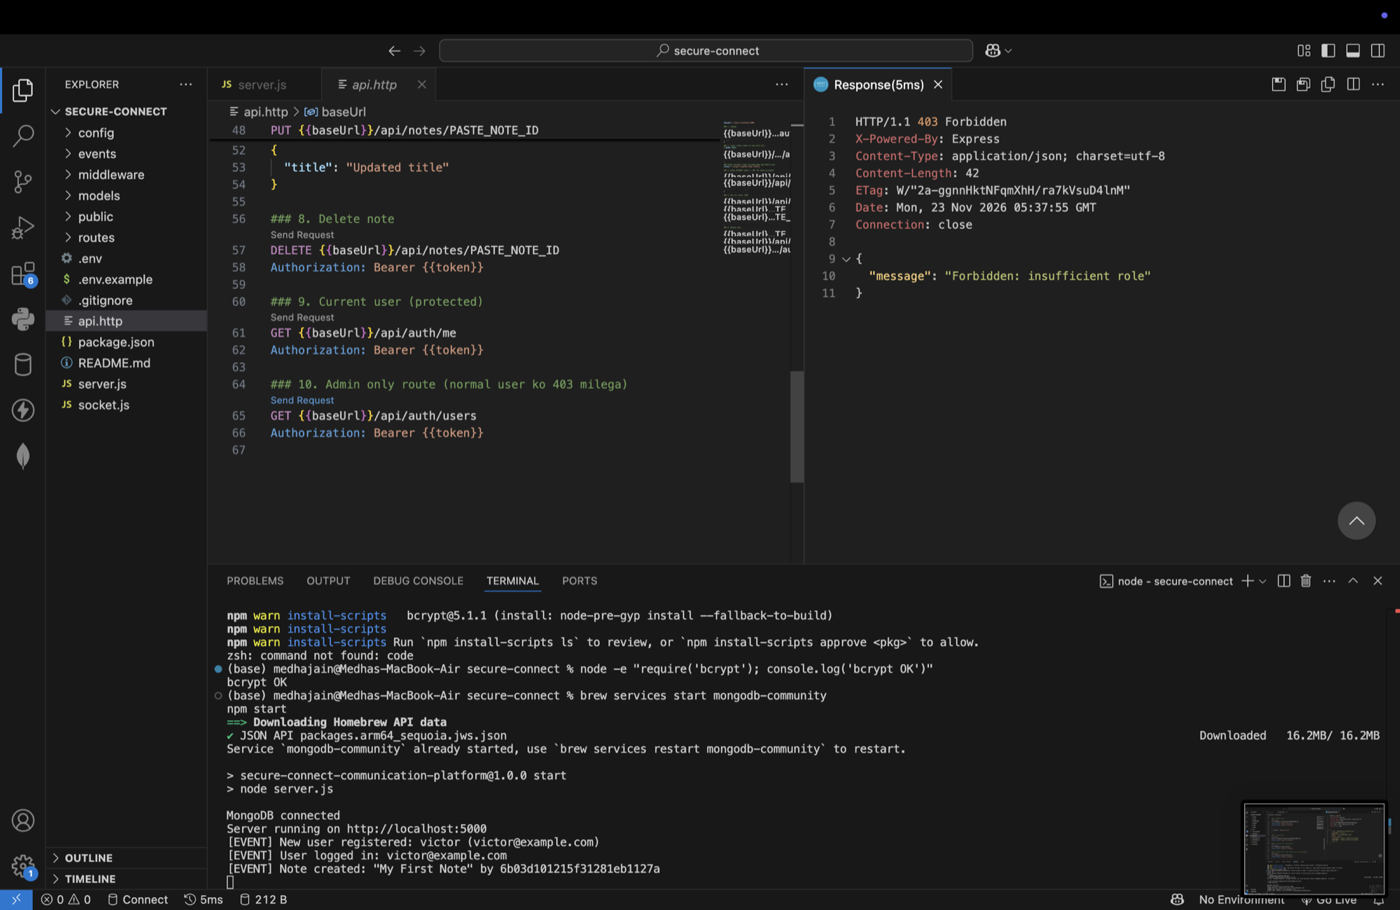 secure-connect
EXPLORER
SECURE-CONNECT
config
events
middleware
models
public
routes
.env
$ .env.example
.gitignore
api.http
{} package.json
README.md
JS server.js
JS socket.js
OUTLINE
TIMELINE
6
1
JS server.js
api.http
api.http > baseUrl
48 PUT {{baseUrl}}/api/notes/PASTE_NOTE_ID
52 {
53 "title": "Updated title"
54 }
55
56 ### 8. Delete note
Send Request
57 DELETE {{baseUrl}}/api/notes/PASTE_NOTE_ID
58 Authorization: Bearer {{token}}
59
60 ### 9. Current user (protected)
Send Request
61 GET {{baseUrl}}/api/auth/me
62 Authorization: Bearer {{token}}
63
64 ### 10. Admin only route (normal user ko 403 milega)
Send Request
65 GET {{baseUrl}}/api/auth/users
66 Authorization: Bearer {{token}}
67
Response(5ms)
1 HTTP/1.1 403 Forbidden
2 X-Powered-By: Express
3 Content-Type: application/json; charset=utf-8
4 Content-Length: 42
5 ETag: W/"2a-ggnnHktNFqmXhH/ra7kVsuD4lnM"
6 Date: Mon, 23 Nov 2026 05:37:55 GMT
7 Connection: close
8
9 {
10 "message": "Forbidden: insufficient role"
11 }
PROBLEMS OUTPUT DEBUG CONSOLE TERMINAL PORTS
node - secure-connect
npm warn install-scripts   bcrypt@5.1.1 (install: node-pre-gyp install --fallback-to-build)
npm warn install-scripts
npm warn install-scripts Run `npm install-scripts ls` to review, or `npm install-scripts approve <pkg>` to allow.
zsh: command not found: code
(base) medhajain@Medhas-MacBook-Air secure-connect % node -e "require('bcrypt'); console.log('bcrypt OK')"
bcrypt OK
(base) medhajain@Medhas-MacBook-Air secure-connect % brew services start mongodb-community
npm start
==> Downloading Homebrew API data
✔ JSON API packages.arm64_sequoia.jws.json Downloaded 16.2MB/ 16.2MB
Service `mongodb-community` already started, use `brew services restart mongodb-community` to restart.
> secure-connect-communication-platform@1.0.0 start
> node server.js
MongoDB connected
Server running on http://localhost:5000
[EVENT] New user registered: victor (victor@example.com)
[EVENT] User logged in: victor@example.com
[EVENT] Note created: "My First Note" by 6b03d101215f31281eb1127a
0 0 Connect 5ms 212 B
No Environment Go Live